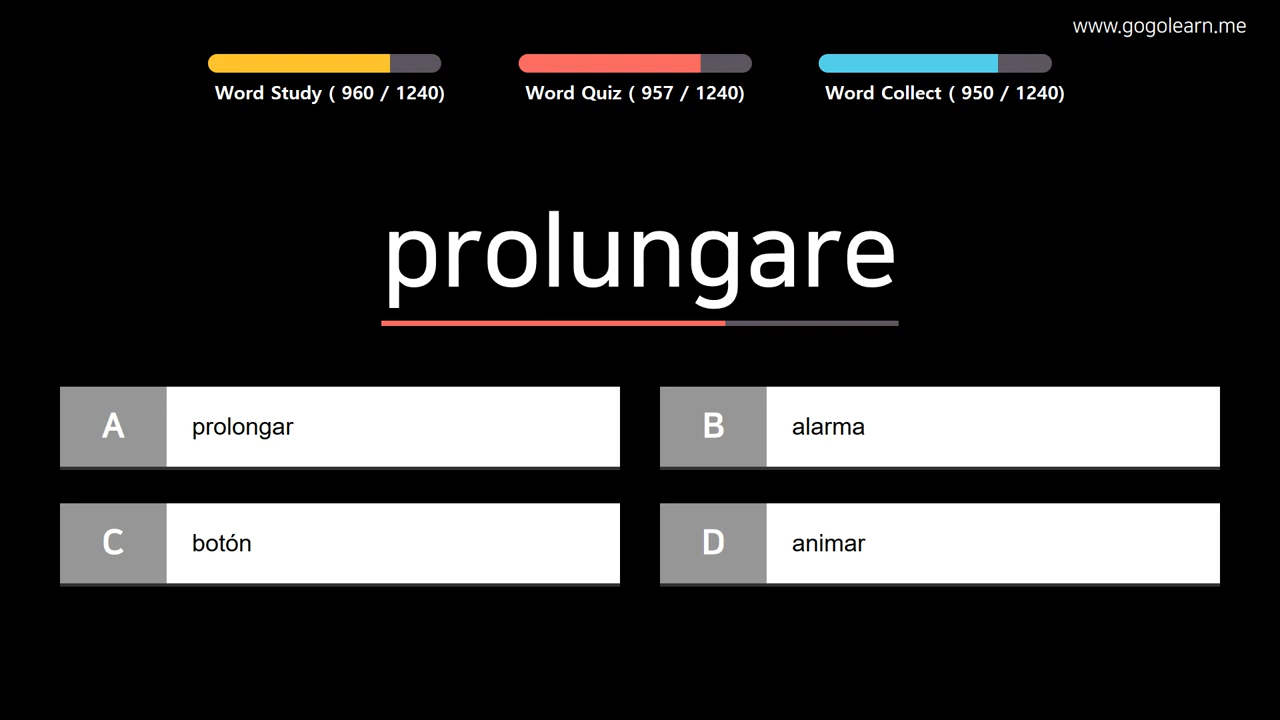 www.gogolearn.me
Word Study ( 960 / 1240)
Word Quiz ( 957 / 1240)
Word Collect ( 950 / 1240)
prolungare
A
prolongar
B
alarma
C
botón
D
animar